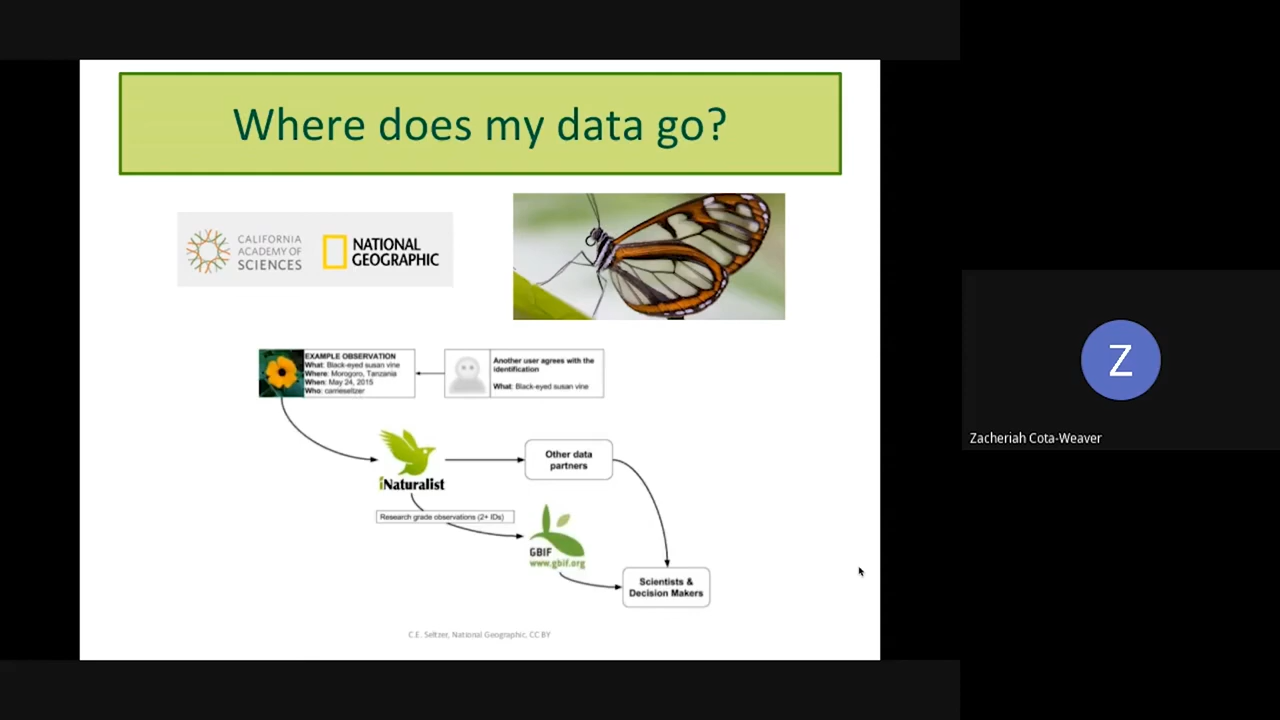 Where does my data go?
CALIFORNIA
ACADEMY OF
SCIENCES
NATIONAL
GEOGRAPHIC
EXAMPLE OBSERVATION
What: Black-eyed susan vine
Where: Morogoro, Tanzania
When: May 24, 2015
Who: carrieseltzer
Another user agrees with the
identification
What: Black-eyed susan vine
iNaturalist
Other data
partners
Research grade observations (2+ IDs)
GBIF
www.gbif.org
Scientists &
Decision Makers
C.E. Seltzer, National Geographic, CC BY
Z
Zacheriah Cota-Weaver